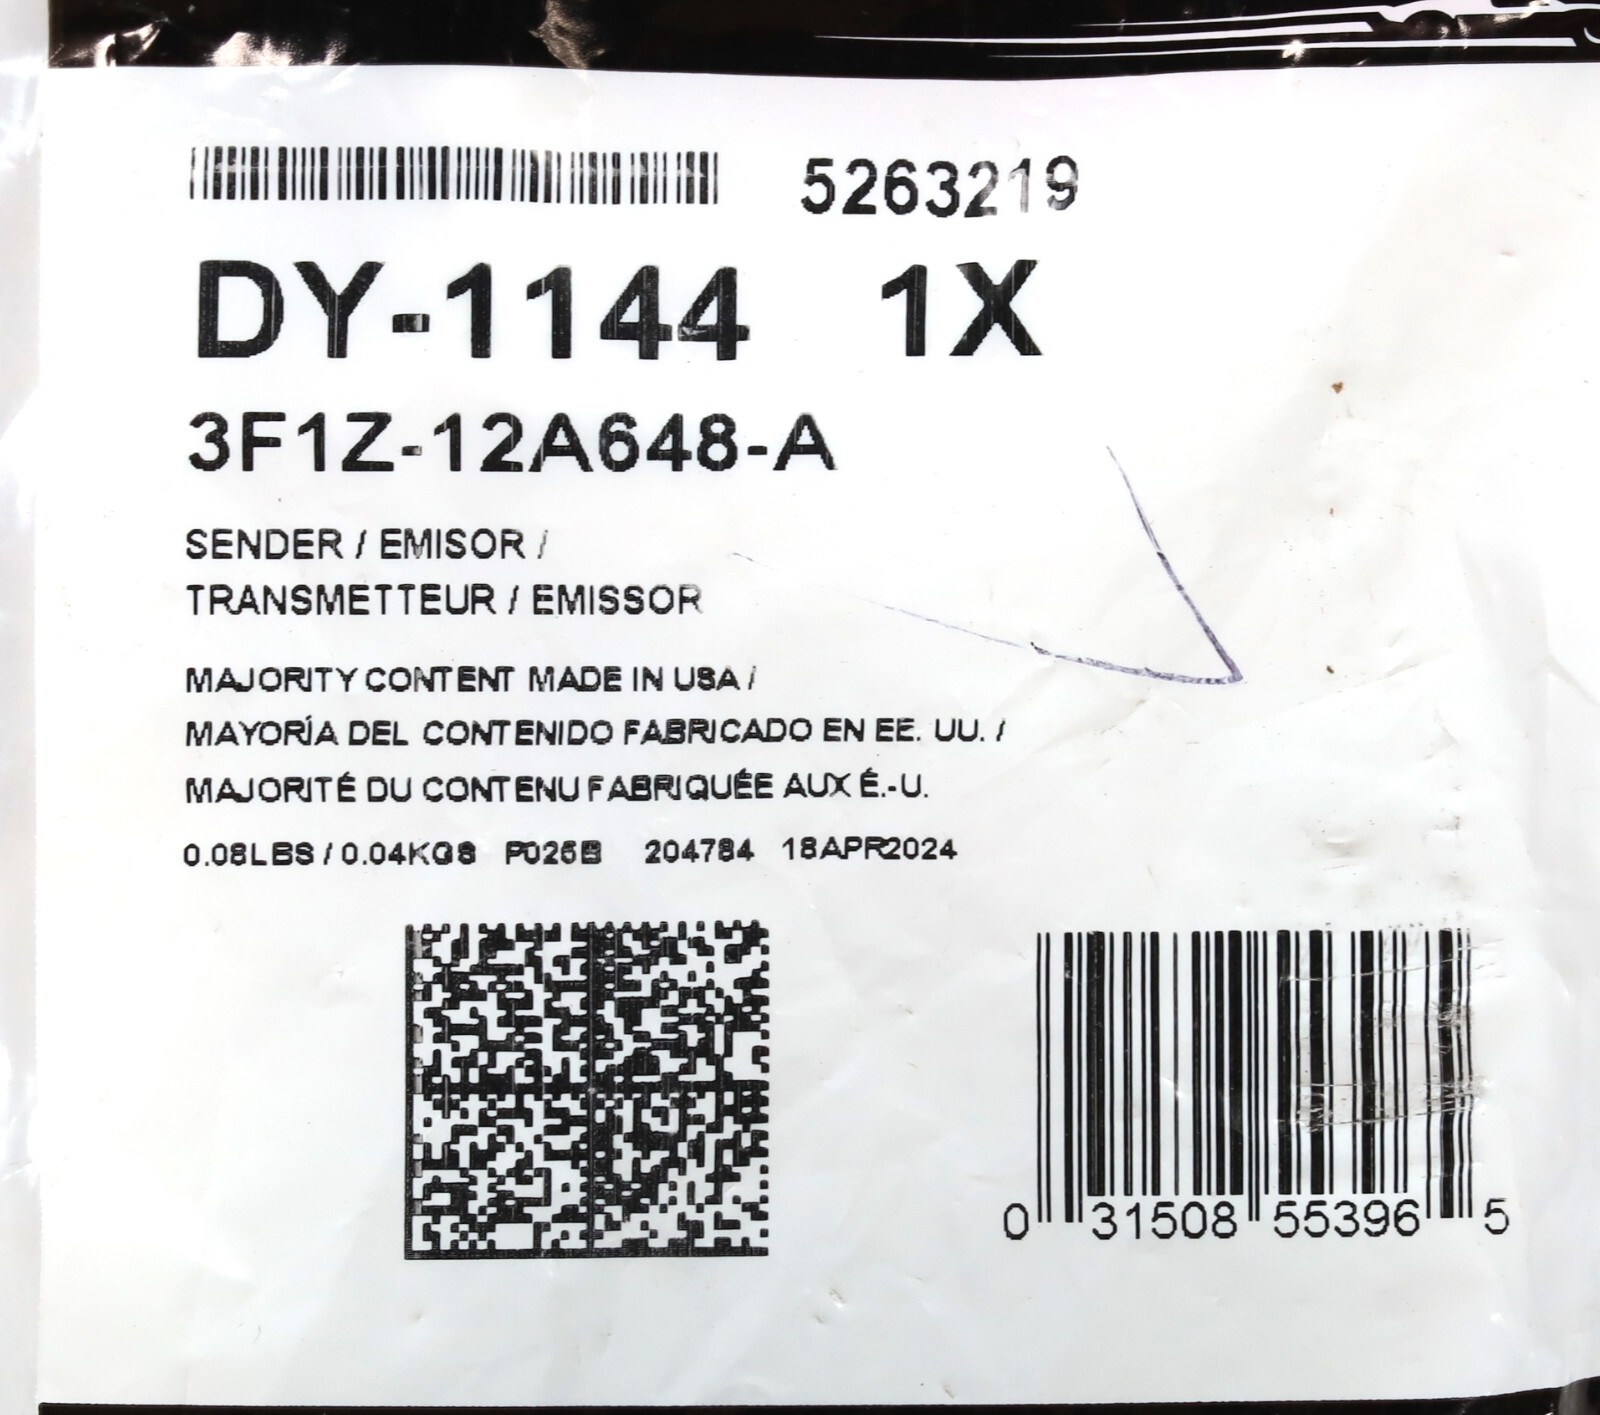 5263219
DY-1144 1X
3F1Z-12A648-A
SENDER / EMISOR /
TRANSMETTEUR / EMISSOR
MAJORITY CONTENT MADE IN USA /
MAYORÍA DEL CONTENIDO FABRICADO EN EE. UU. /
MAJORITÉ DU CONTENU FABRIQUÉE AUX É.-U.
0.08LBS / 0.04KGS P026B 204784 18APR2024
0 31508 55396 5